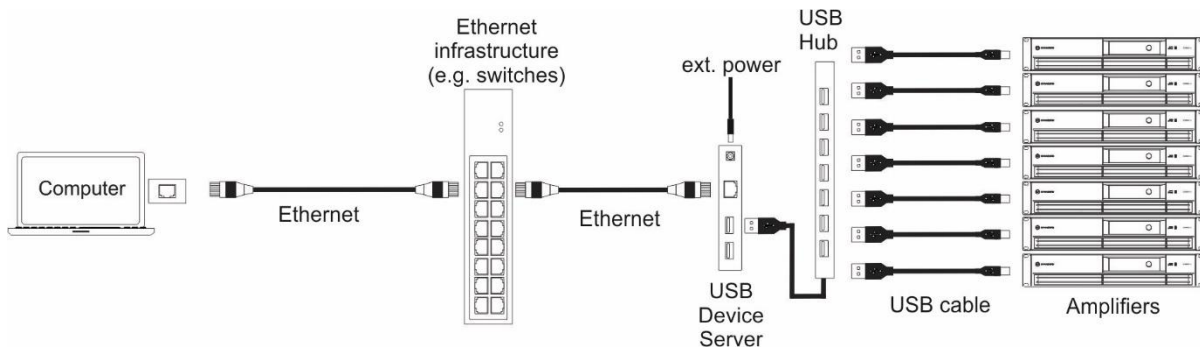 Ethernet
infrastructure
(e.g. switches)
USB
Hub
ext. power
Computer
Ethernet
Ethernet
USB
Device
Server
USB cable
Amplifiers